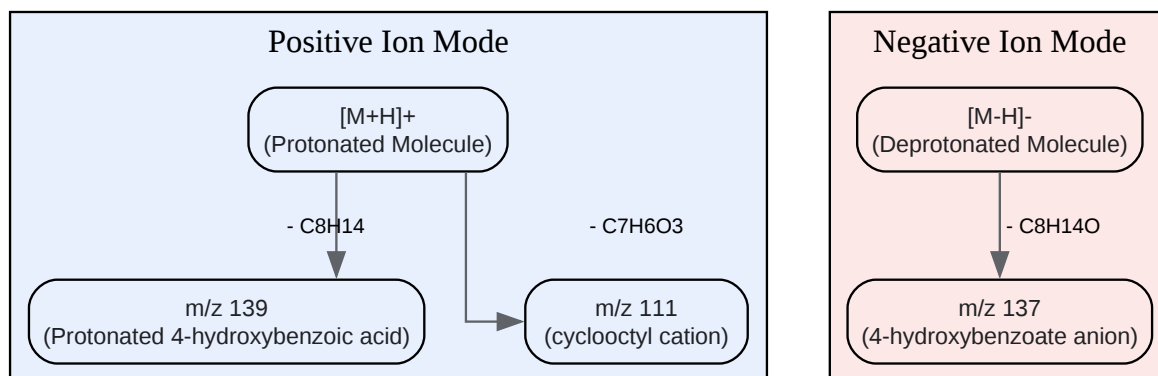 Positive Ion Mode
[M+H]+
(Protonated Molecule)
- C8H14
- C7H6O3
m/z 139
(Protonated 4-hydroxybenzoic acid)
m/z 111
(cyclooctyl cation)
Negative Ion Mode
[M-H]-
(Deprotonated Molecule)
- C8H14O
m/z 137
(4-hydroxybenzoate anion)